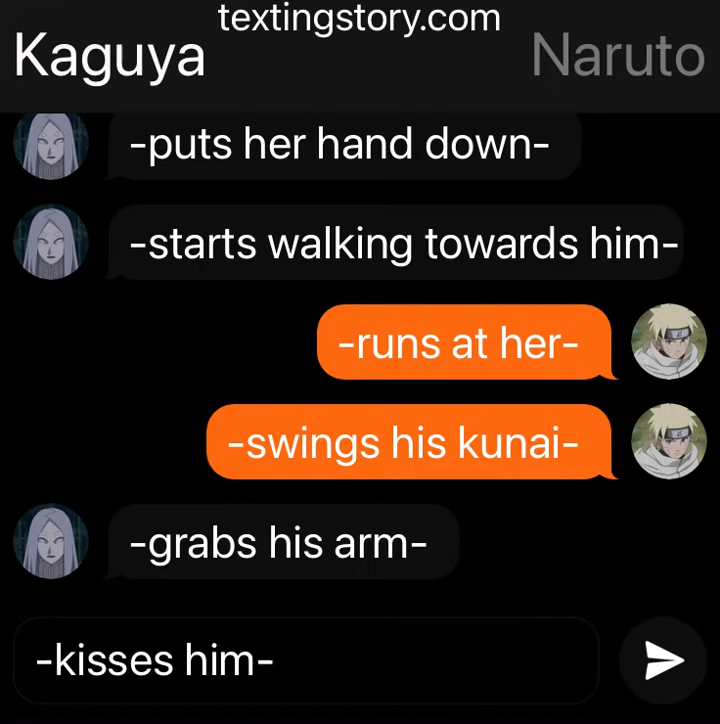 textingstory.com
Kaguya
Naruto
-puts her hand down-
-starts walking towards him-
-runs at her-
-swings his kunai-
-grabs his arm-
-kisses him-